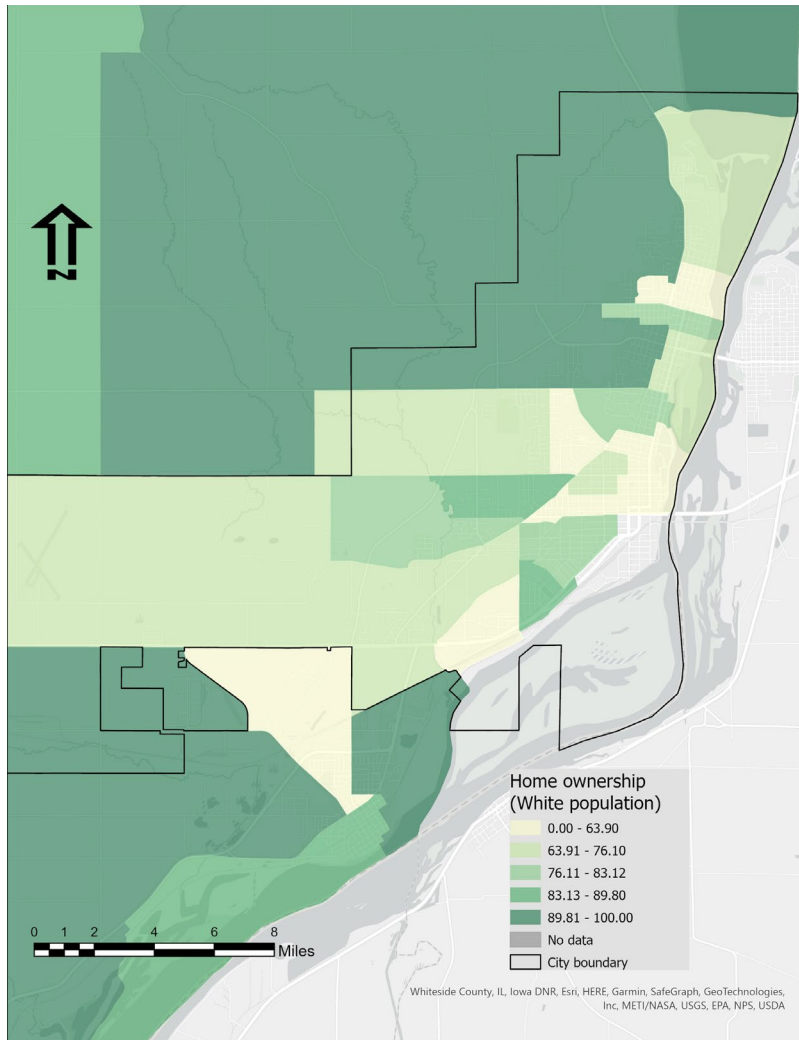 N
Home ownership
(White population)
0.00 - 63.90
63.91 - 76.10
76.11 - 83.12
83.13 - 89.80
89.81 - 100.00
No data
City boundary
0 1 2 4 6 8
Miles
Whiteside County, IL, Iowa DNR, Esri, HERE, Garmin, SafeGraph, GeoTechnologies,
Inc, METI/NASA, USGS, EPA, NPS, USDA